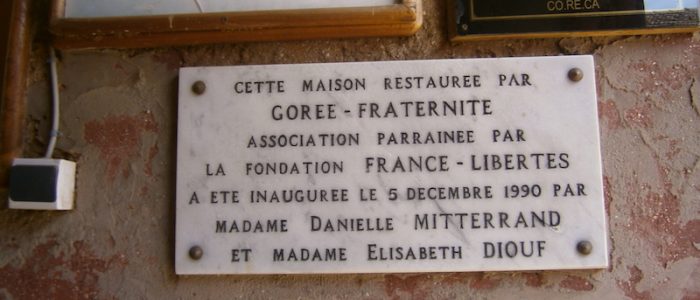 CO.RE.CA
CETTE MAISON RESTAUREE PAR
GOREE - FRATERNITE
ASSOCIATION PARRAINEE PAR
LA FONDATION FRANCE - LIBERTES
A ETE INAUGUREE LE 5 DECEMBRE 1990 PAR
MADAME DANIELLE MITTERRAND
ET MADAME ELISABETH DIOUF